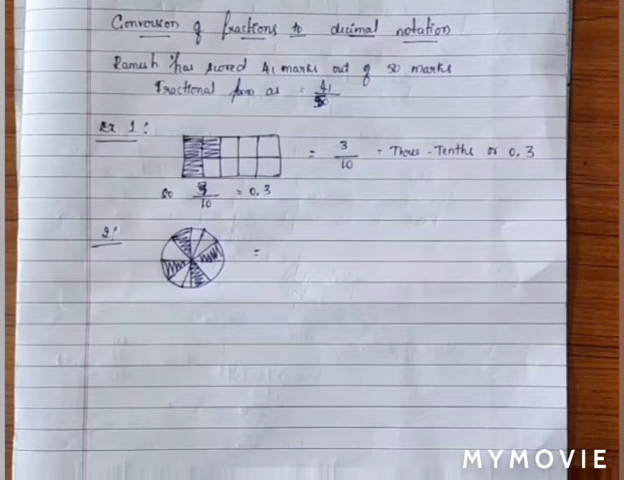 Conversion of fractions to decimal notation
Ramesh has scored 41 marks out of 50 marks
Fractional form as = 41/50
Ex 1:
= 3/10 = Three-Tenths or 0.3
so 3/10 = 0.3
2!
=
MYMOVIE